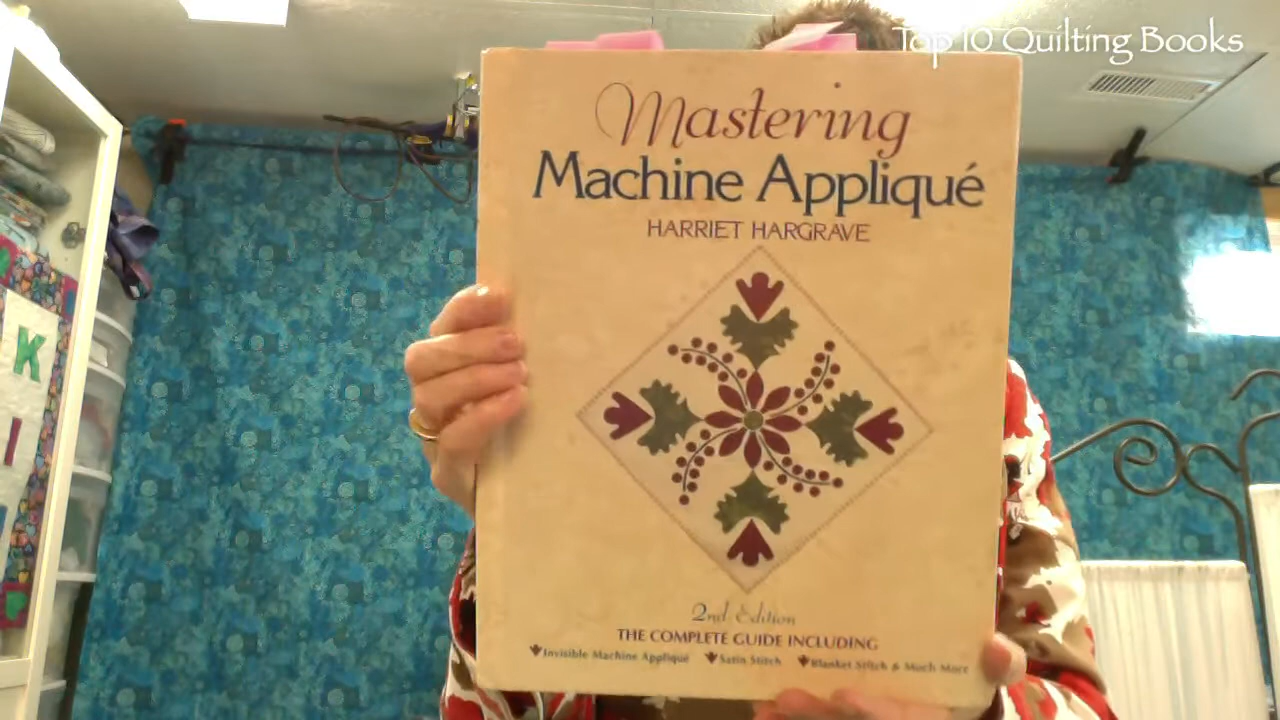 Top 10 Quilting Books
Mastering
Machine Appliqué
HARRIET HARGRAVE
2nd Edition
THE COMPLETE GUIDE INCLUDING
Invisible Machine Appliqué Satin Stitch Blanket Stitch & Much More
K
I